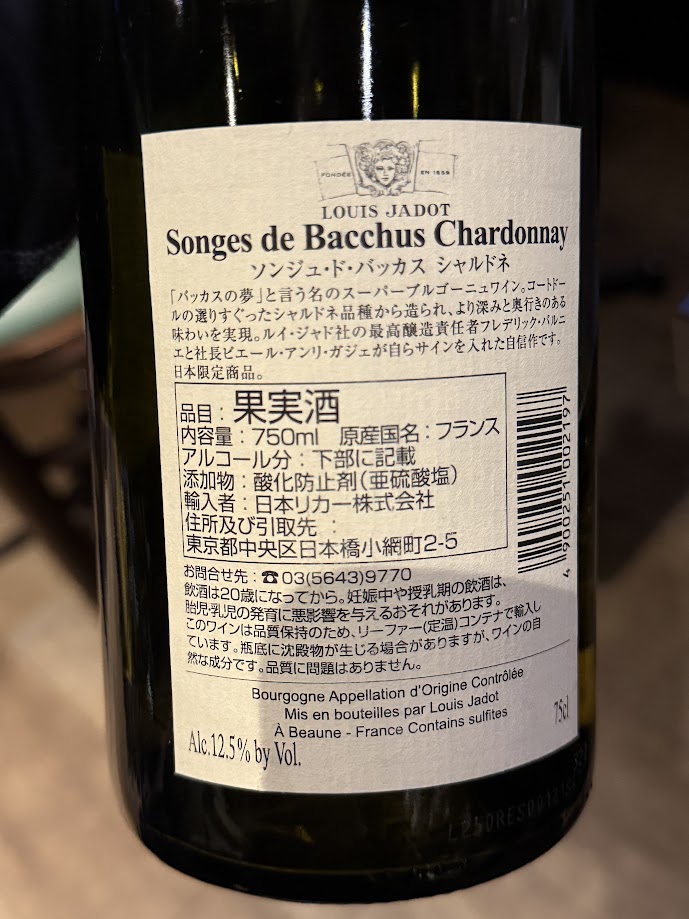 FONDÉE EN 1859
LOUIS JADOT
Songes de Bacchus Chardonnay
ソンジュ・ド・バッカス シャルドネ
「バッカスの夢」と言う名のスーパーブルゴーニュワイン。コートドー
ルの選りすぐったシャルドネ品種から造られ、より深みと奥行きのある
味わいを実現。ルイ・ジャド社の最高醸造責任者フレデリック・バルニ
エと社長ピエール・アンリ・ガジェが自らサインを入れた自信作です。
日本限定商品。
品目：果実酒
内容量：750ml 原産国名：フランス
アルコール分：下部に記載
添加物：酸化防止剤（亜硫酸塩）
輸入者：日本リカー株式会社
住所及び引取先：
東京都中央区日本橋小網町2-5
4 900251 002197
お問合せ先：☎03(5643)9770
飲酒は20歳になってから。妊娠中や授乳期の飲酒は、
胎児・乳児の発育に悪影響を与えるおそれがあります。
このワインは品質保持のため、リーファー(定温)コンテナで輸入し
ています。瓶底に沈殿物が生じる場合がありますが、ワインの自
然な成分です。品質に問題はありません。
Bourgogne Appellation d'Origine Contrôlée
Mis en bouteilles par Louis Jadot
À Beaune - France Contains sulfites
Alc.12.5% by Vol.
75cl